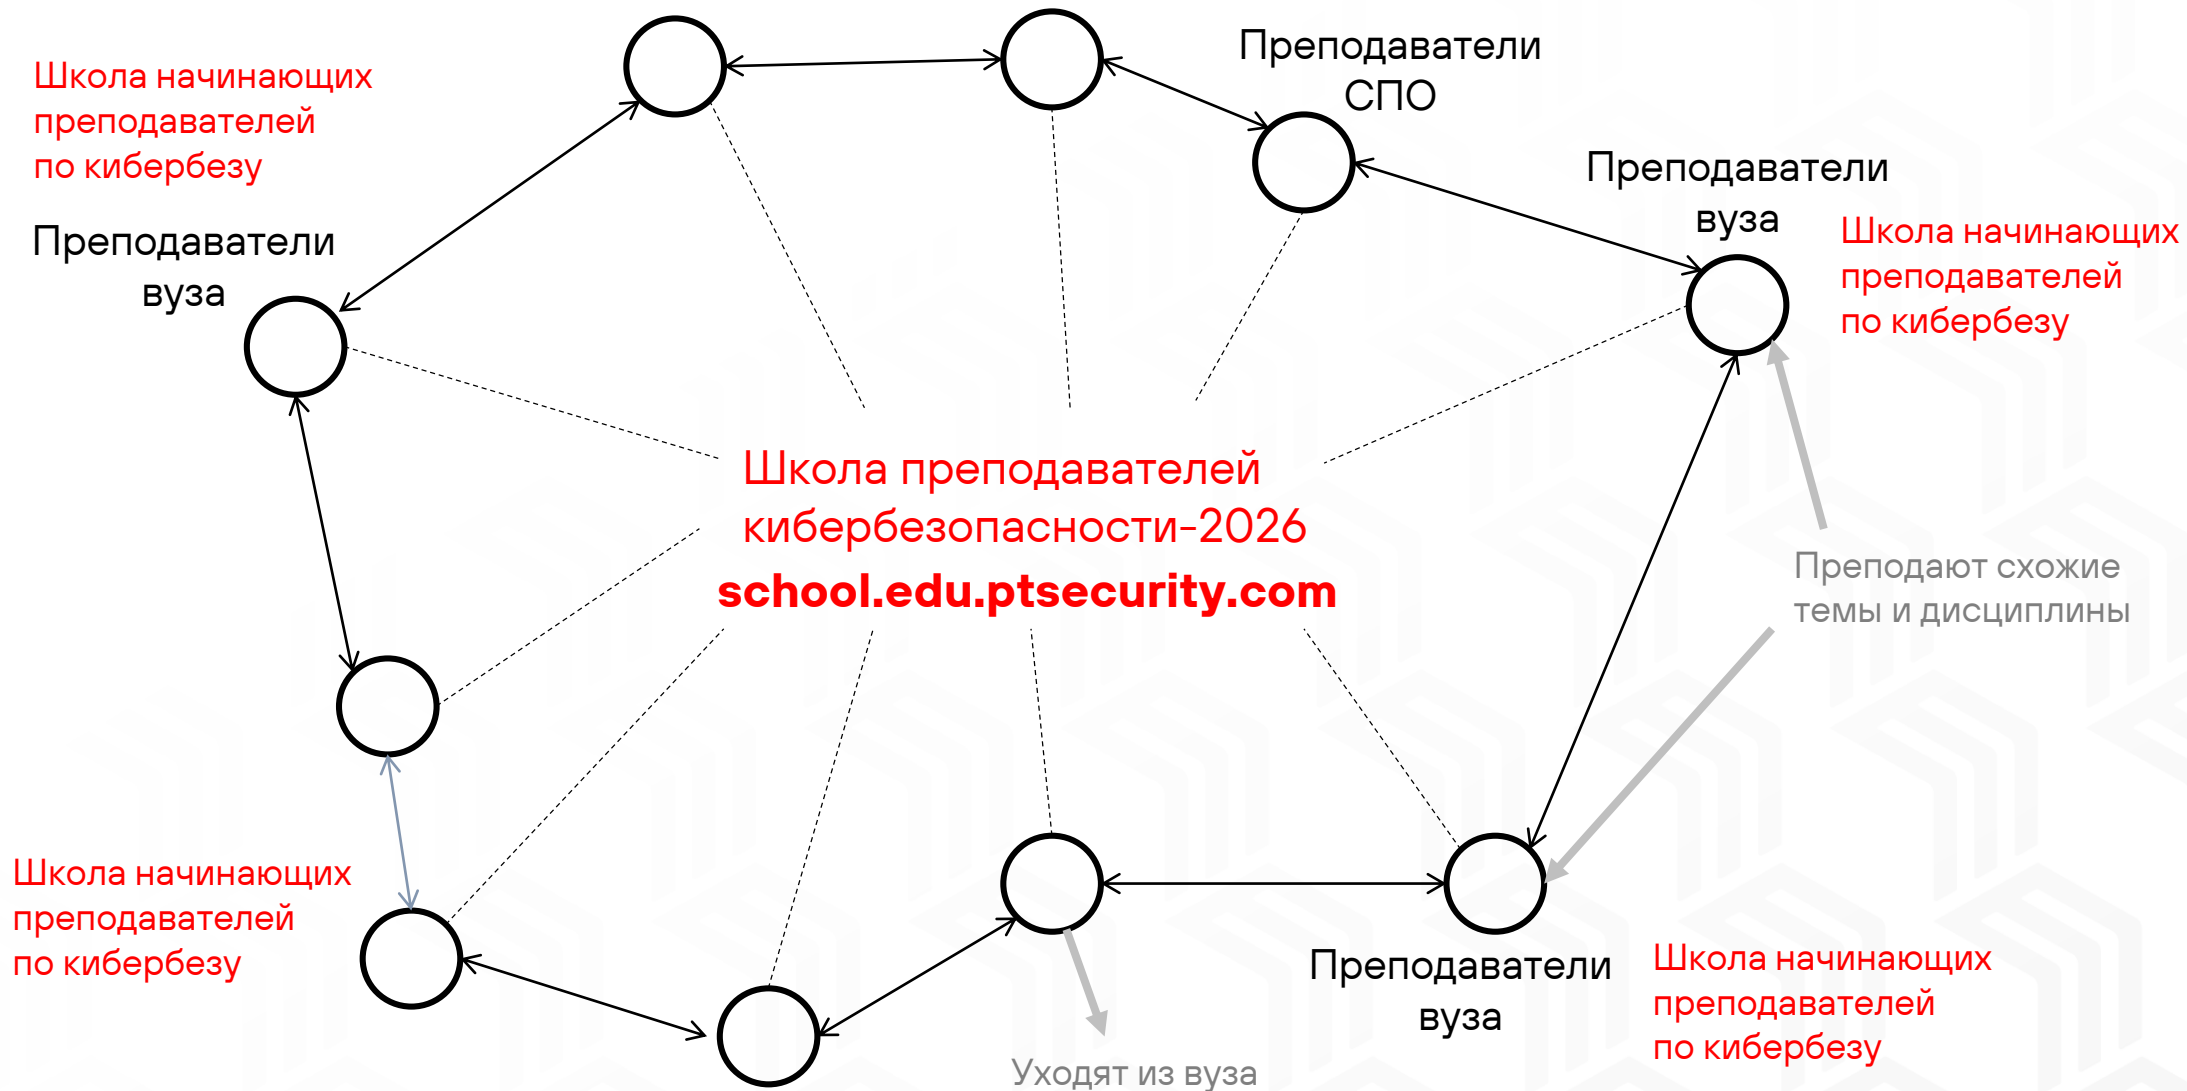 Преподаватели
СПО
Школа начинающих
преподавателей
по кибербезу
Преподаватели
вуза
Школа начинающих
преподавателей
по кибербезу
Преподаватели
вуза
Школа преподавателей
кибербезопасности-2026
school.edu.ptsecurity.com
Преподают схожие
темы и дисциплины
Школа начинающих
преподавателей
по кибербезу
Преподаватели
вуза
Школа начинающих
преподавателей
по кибербезу
Уходят из вуза